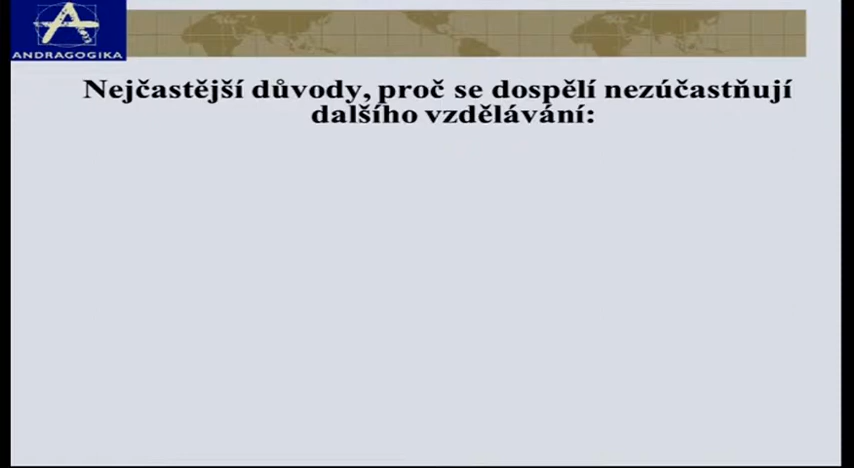 ANDRAGOGIKA
Nejčastější důvody, proč se dospělí nezúčastňují
dalšího vzdělávání: